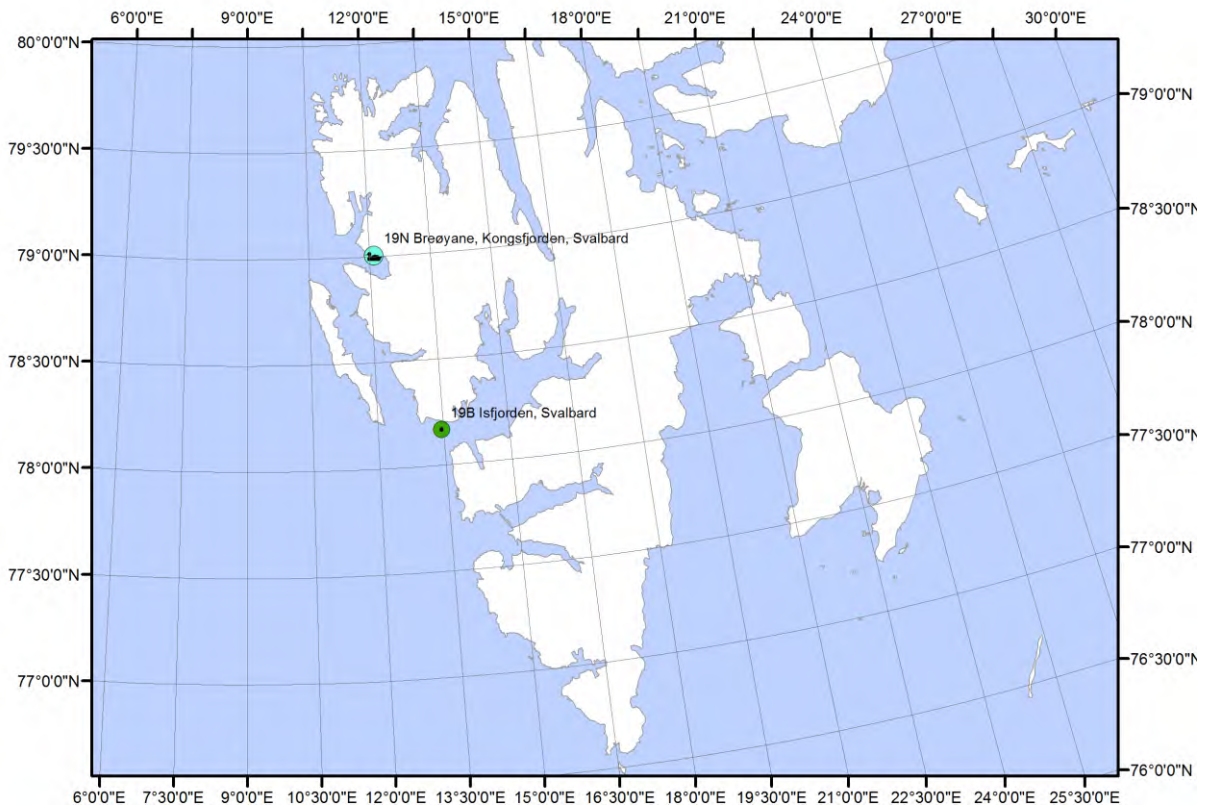 6°0'0"E 9°0'0"E 12°0'0"E 15°0'0"E 18°0'0"E 21°0'0"E 24°0'0"E 27°0'0"E 30°0'0"E
80°0'0"N
79°0'0"N
79°30'0"N
78°30'0"N
19N Breøyane, Kongsfjorden, Svalbard
79°0'0"N
78°0'0"N
78°30'0"N
19B Isfjorden, Svalbard
77°30'0"N
78°0'0"N
77°0'0"N
77°30'0"N
76°30'0"N
77°0'0"N
76°0'0"N
6°0'0"E 7°30'0"E 9°0'0"E 10°30'0"E 12°0'0"E 13°30'0"E 15°0'0"E 16°30'0"E 18°0'0"E 19°30'0"E 21°0'0"E 22°30'0"E 24°0'0"E 25°30'0"E